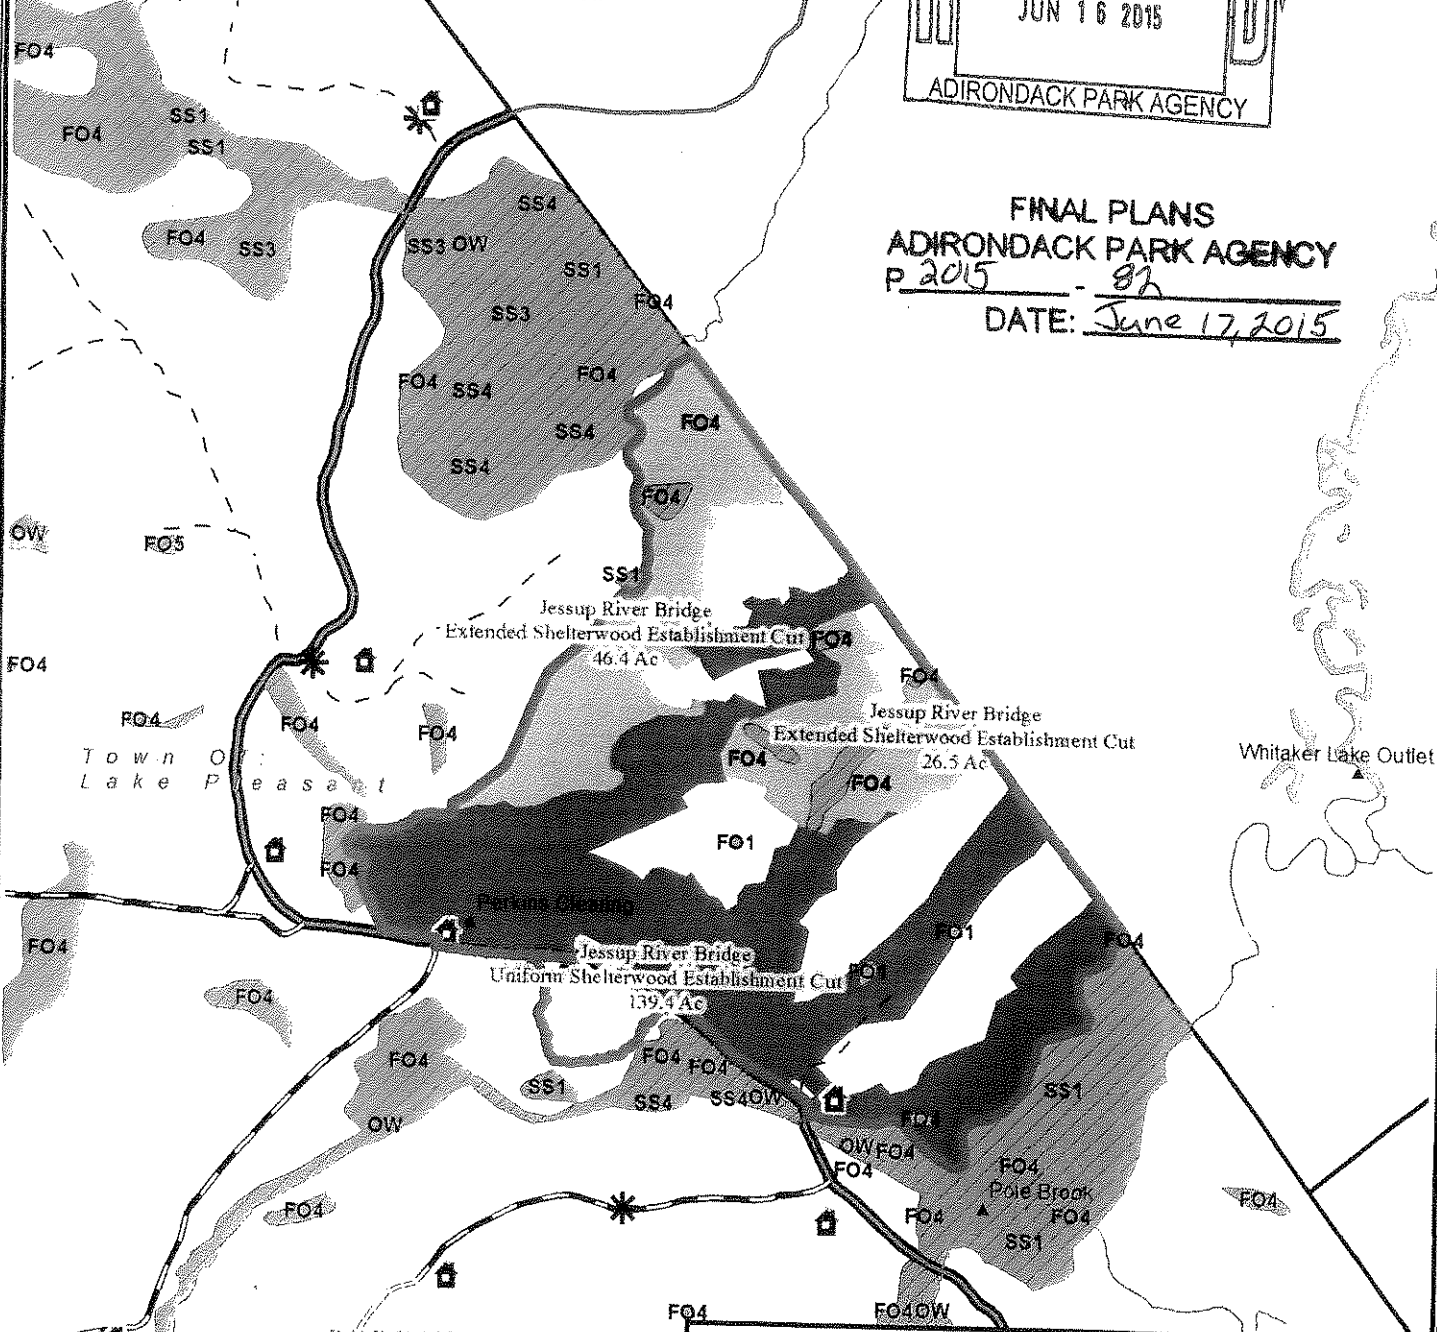 JUN 16 2015
ADIRONDACK PARK AGENCY
FINAL PLANS
ADIRONDACK PARK AGENCY
P 2015 - 82
DATE: June 17, 2015
FO4
SS1
FO4
SS1
FO4
SS3
SS4
SS3 OW
SS1
FO4
SS3
FO4
SS4
FO4
SS4
FO4
SS4
FO4
OW
FO5
SS1
Jessup River Bridge
Extended Shelterwood Establishment Cut
46.4 Ac
FO4
FO4
FO4
FO4
FO4
FO4
Jessup River Bridge
Extended Shelterwood Establishment Cut
26.5 Ac
Town Of:
Lake Pleasant
FO4
FO4
Whitaker Lake Outlet
FO4
FO1
FO4
Perkins Clearing
FO4
FO1
FO4
Jessup River Bridge
Uniform Shelterwood Establishment Cut
139.4 Ac
FO4
FO4
FO4
FO4
SS1
SS4
SS4OW
SS1
OW
OW FO4
FO4
FO4
Pole Brook
FO4
FO4
FO4
FO4
SS1
FO4
FO4OW